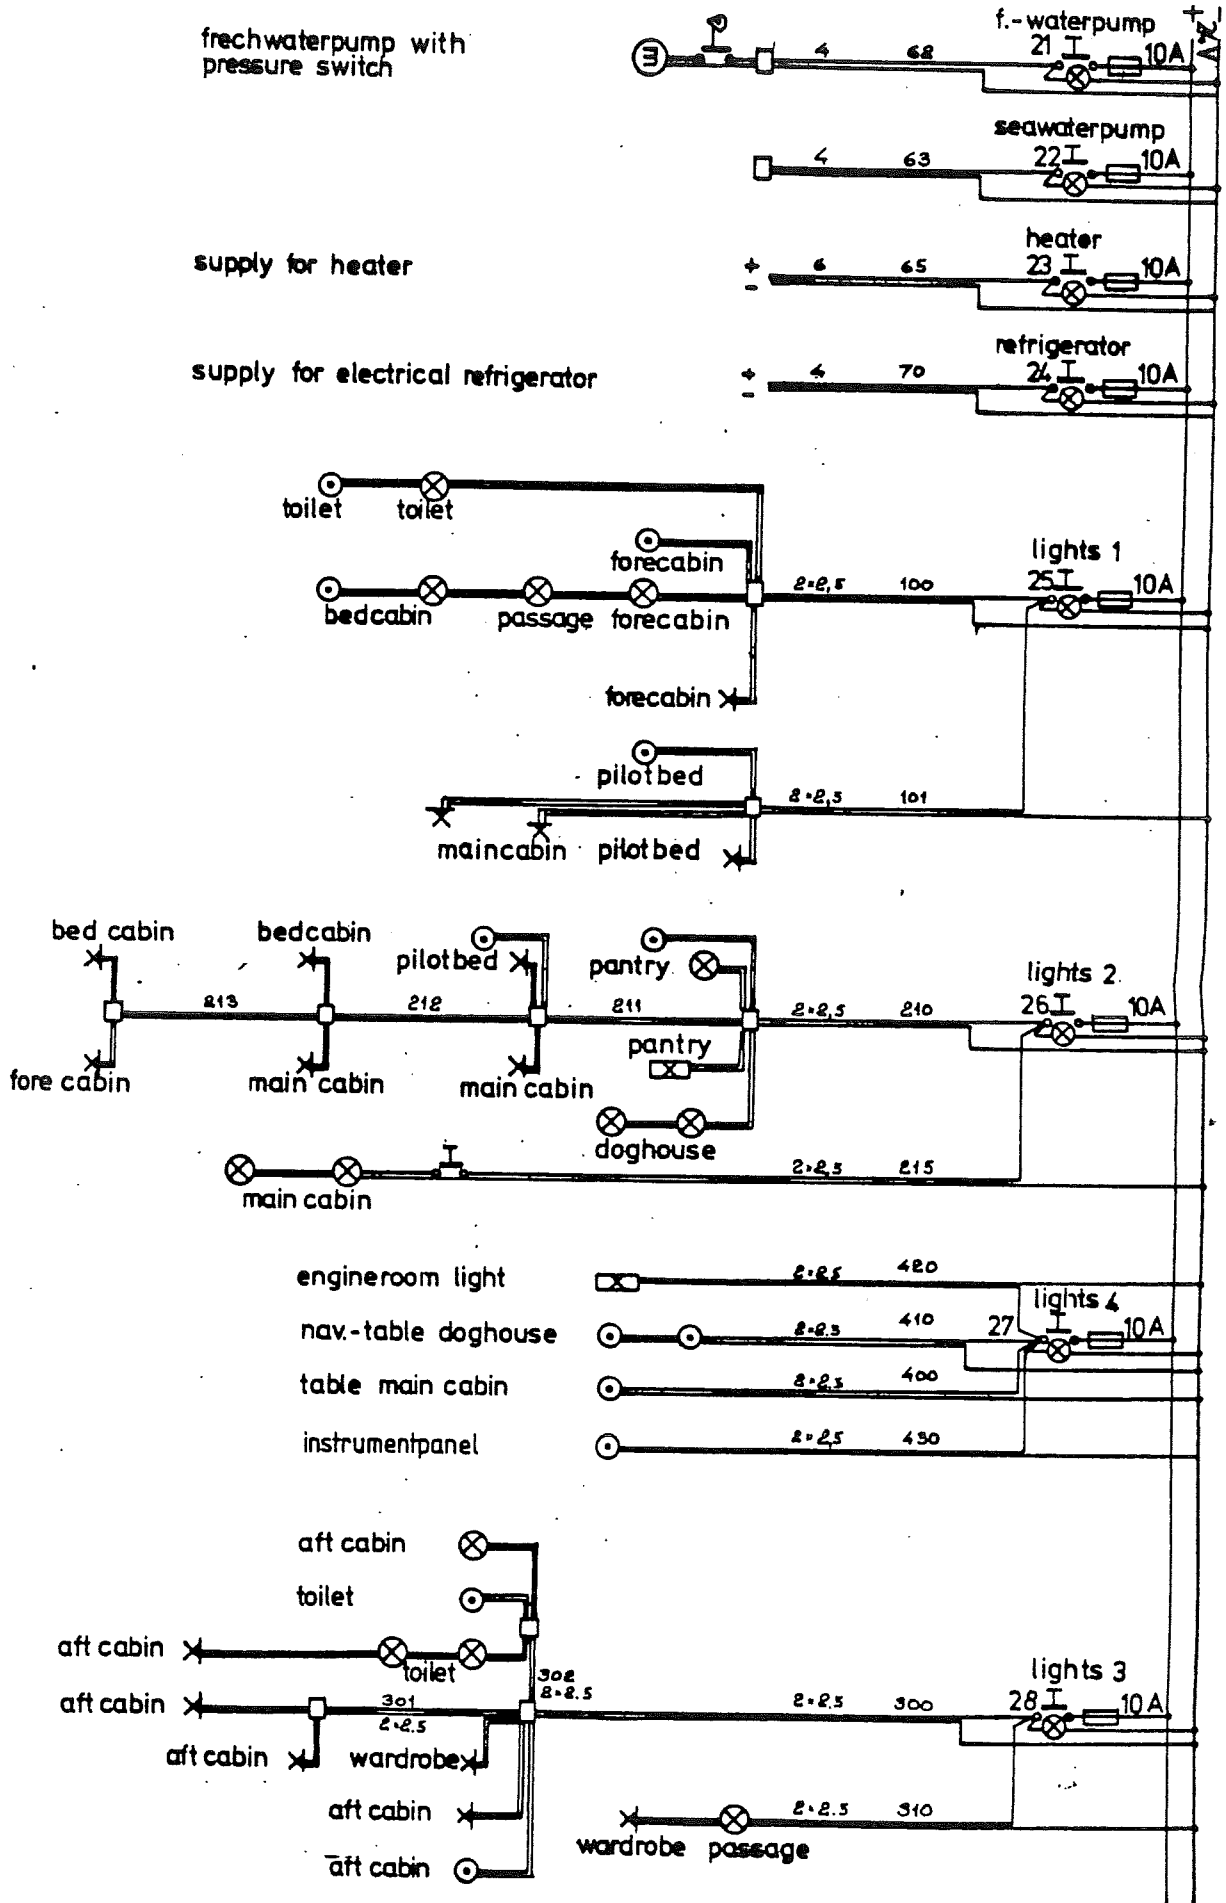 frechwaterpump with
pressure switch
4
68
f.-waterpump
21
10A
+
-
seawaterpump
4
63
22
10A
heater
supply for heater
+
-
6
65
23
10A
refrigerator
supply for electrical refrigerator
+
-
4
70
24
10A
toilet
toilet
forecabin
lights 1
2×2,5
100
25
10A
bedcabin
passage
forecabin
forecabin
pilotbed
2×2,5
101
maincabin
pilotbed
bed cabin
bedcabin
pilotbed
pantry
lights 2
213
212
211
2×2,5
210
26
10A
pantry
fore cabin
main cabin
main cabin
doghouse
2×2,5
215
main cabin
engineroom light
2×2,5
420
lights 4
nav.-table doghouse
2×2.5
410
27
10A
table main cabin
2×2,5
400
instrumentpanel
2×2,5
430
aft cabin
toilet
aft cabin
toilet
302
2×2.5
lights 3
aft cabin
301
2×2.5
2×2.5
300
28
10A
aft cabin
wardrobe
aft cabin
2×2.5
310
wardrobe
passage
aft cabin